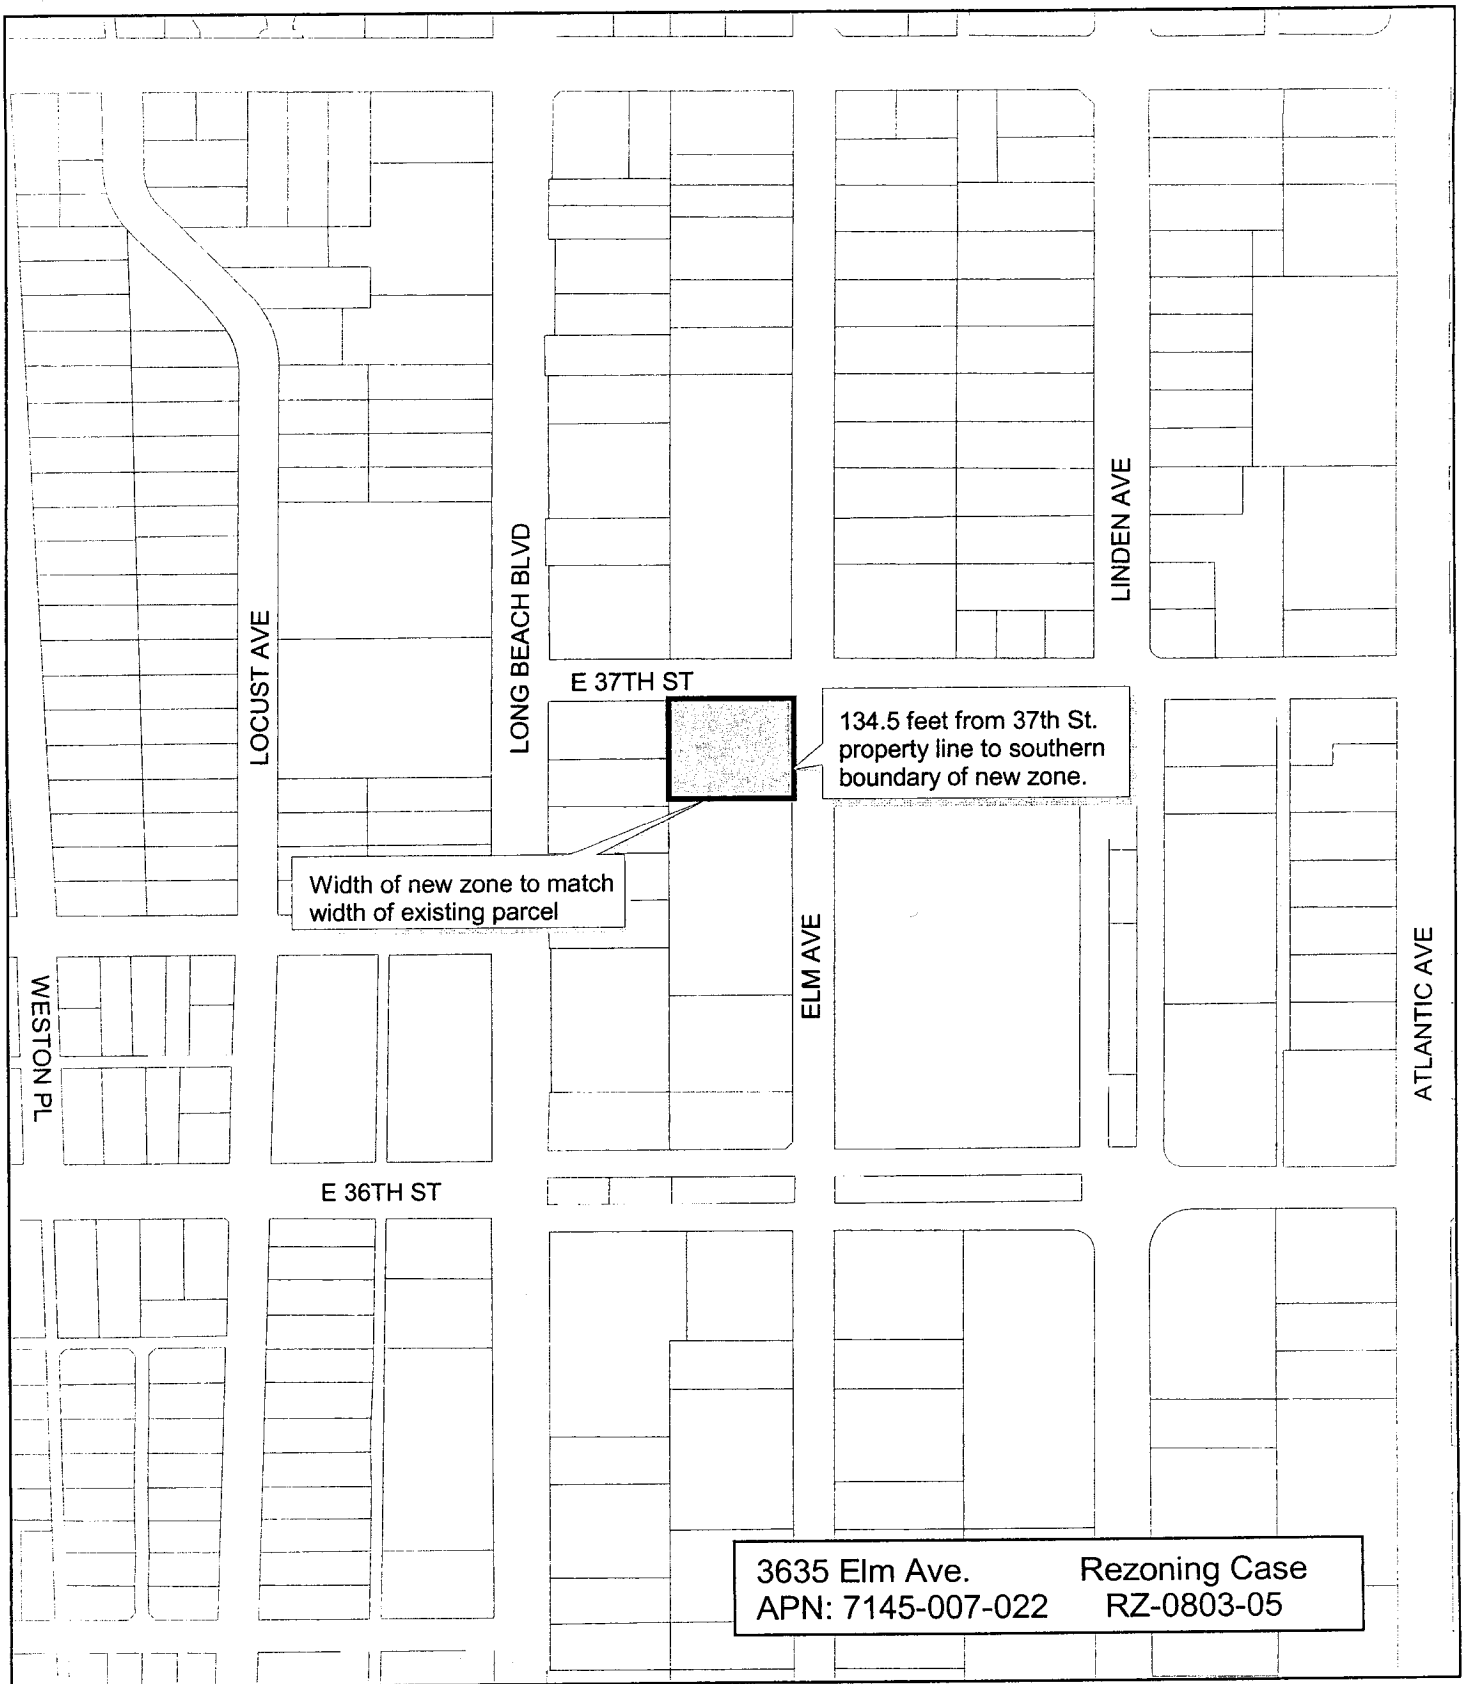 LINDEN AVE
LONG BEACH BLVD
LOCUST AVE
E 37TH ST
134.5 feet from 37th St.
property line to southern
boundary of new zone.
Width of new zone to match
width of existing parcel
ELM AVE
ATLANTIC AVE
WESTON PL
E 36TH ST
3635 Elm Ave. Rezoning Case
APN: 7145-007-022 RZ-0803-05